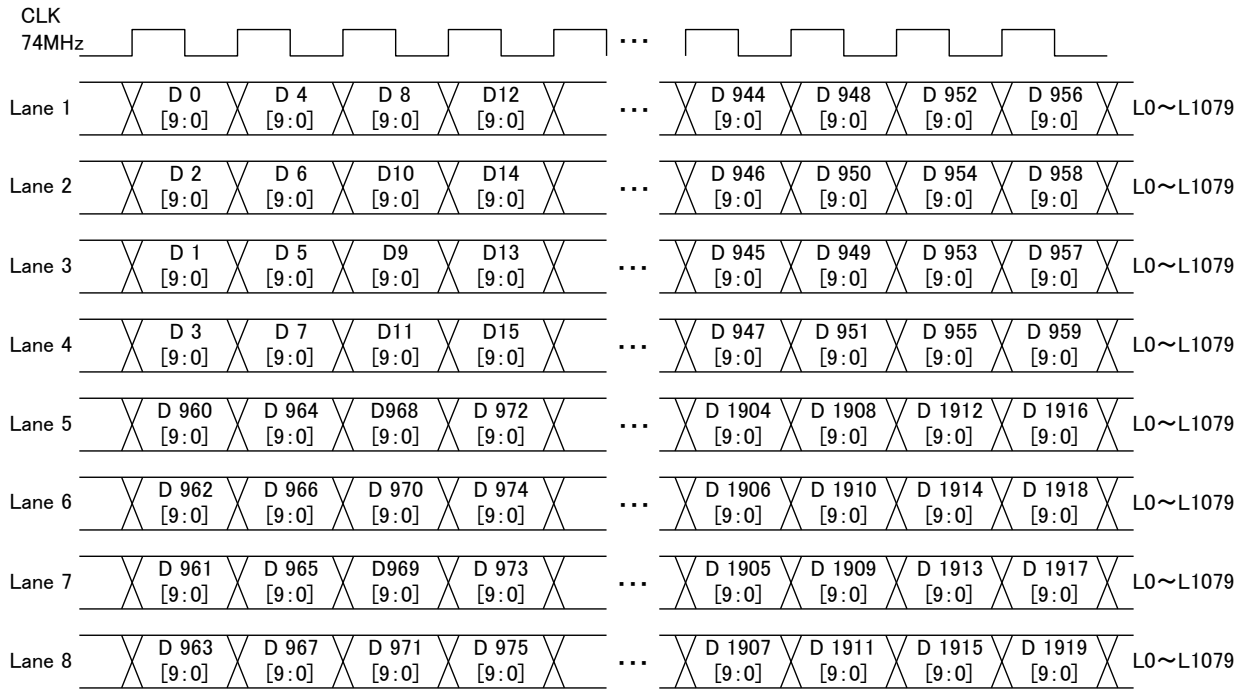 CLK
74MHz
...
Lane 1 D 0 [9:0] D 4 [9:0] D 8 [9:0] D12 [9:0] ... D 944 [9:0] D 948 [9:0] D 952 [9:0] D 956 [9:0] L0～L1079
Lane 2 D 2 [9:0] D 6 [9:0] D10 [9:0] D14 [9:0] ... D 946 [9:0] D 950 [9:0] D 954 [9:0] D 958 [9:0] L0～L1079
Lane 3 D 1 [9:0] D 5 [9:0] D9 [9:0] D13 [9:0] ... D 945 [9:0] D 949 [9:0] D 953 [9:0] D 957 [9:0] L0～L1079
Lane 4 D 3 [9:0] D 7 [9:0] D11 [9:0] D15 [9:0] ... D 947 [9:0] D 951 [9:0] D 955 [9:0] D 959 [9:0] L0～L1079
Lane 5 D 960 [9:0] D 964 [9:0] D968 [9:0] D 972 [9:0] ... D 1904 [9:0] D 1908 [9:0] D 1912 [9:0] D 1916 [9:0] L0～L1079
Lane 6 D 962 [9:0] D 966 [9:0] D 970 [9:0] D 974 [9:0] ... D 1906 [9:0] D 1910 [9:0] D 1914 [9:0] D 1918 [9:0] L0～L1079
Lane 7 D 961 [9:0] D 965 [9:0] D969 [9:0] D 973 [9:0] ... D 1905 [9:0] D 1909 [9:0] D 1913 [9:0] D 1917 [9:0] L0～L1079
Lane 8 D 963 [9:0] D 967 [9:0] D 971 [9:0] D 975 [9:0] ... D 1907 [9:0] D 1911 [9:0] D 1915 [9:0] D 1919 [9:0] L0～L1079